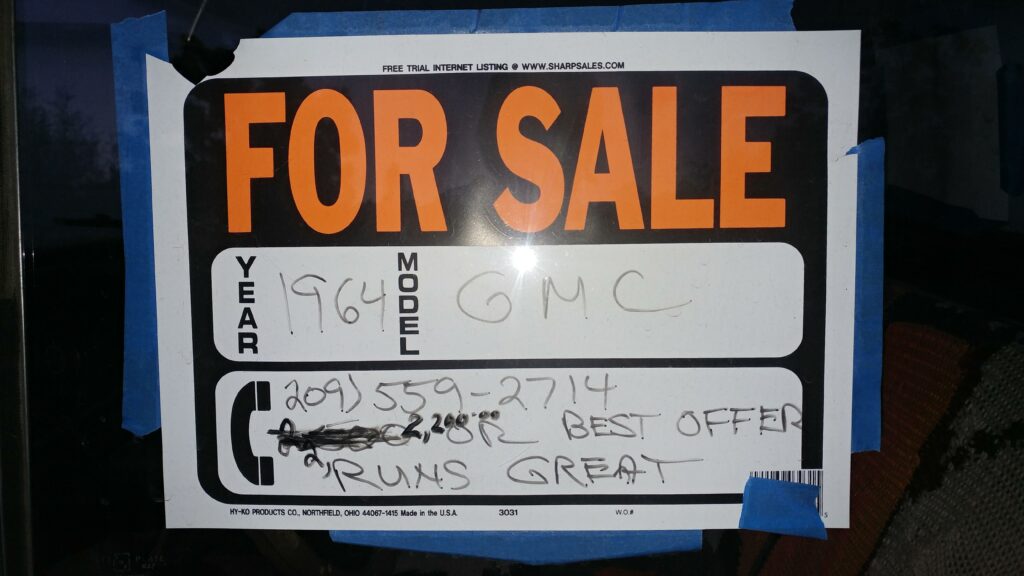 FREE TRIAL INTERNET LISTING @ WWW.SHARPSALES.COM
FOR SALE
YEAR 1964 MODEL GMC
209) 559-2714
2,200.00 OR BEST OFFER
2, RUNS GREAT
HY-KO PRODUCTS CO., NORTHFIELD, OHIO 44067-1415 Made in the U.S.A. 3031 W.O.#